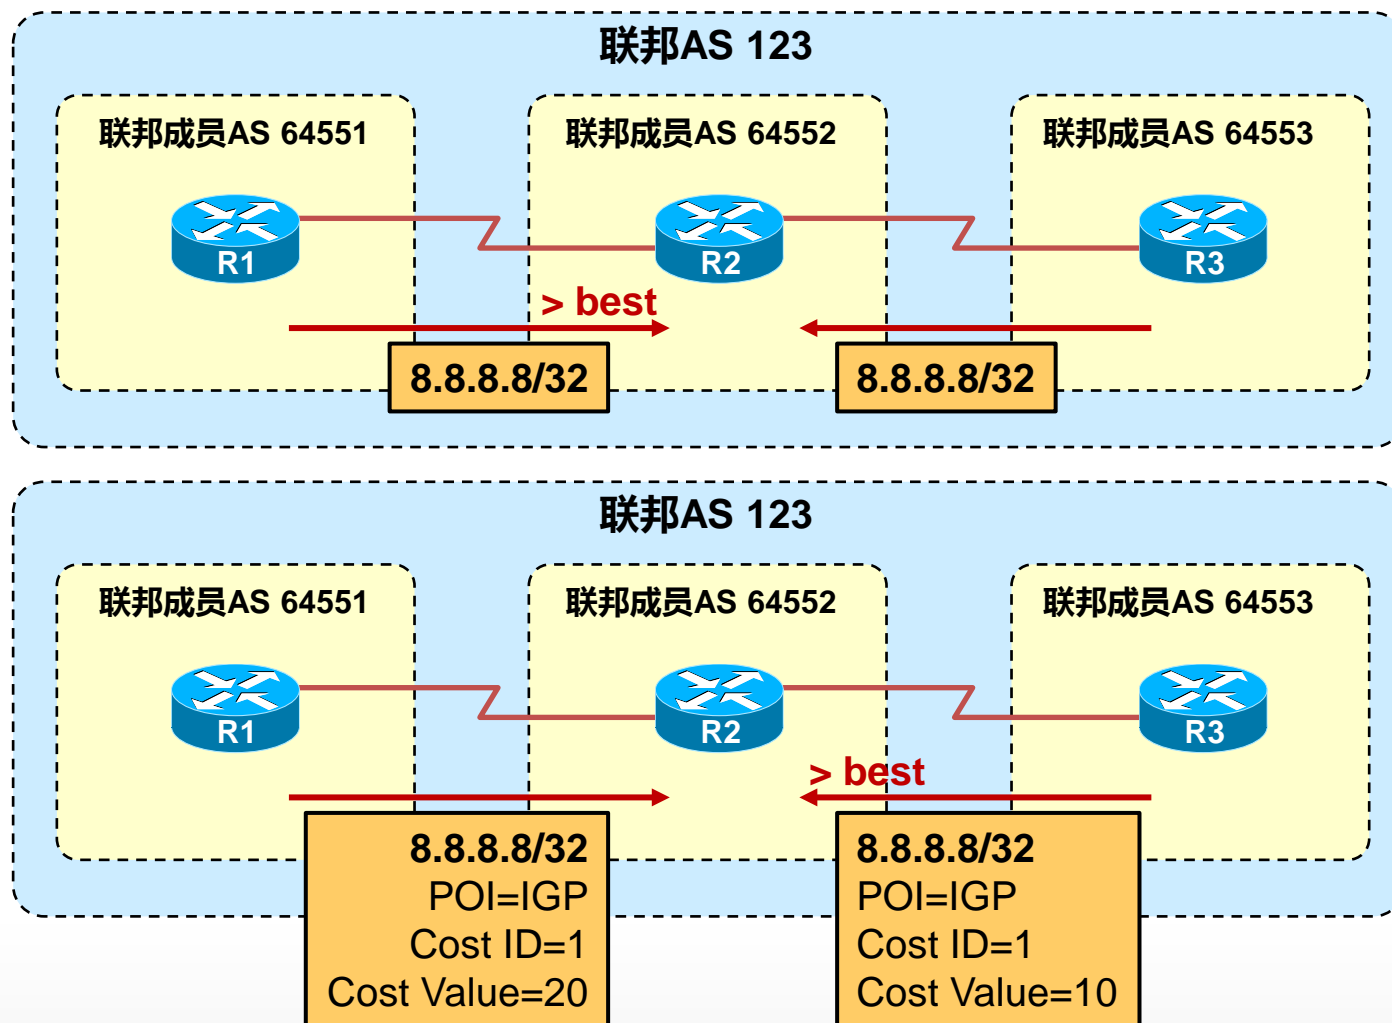 联邦AS 123
联邦成员AS 64551
联邦成员AS 64552
联邦成员AS 64553
R1
R2
R3
> best
8.8.8.8/32
8.8.8.8/32
联邦AS 123
联邦成员AS 64551
联邦成员AS 64552
联邦成员AS 64553
R1
R2
R3
> best
8.8.8.8/32
POI=IGP
Cost ID=1
Cost Value=20
8.8.8.8/32
POI=IGP
Cost ID=1
Cost Value=10